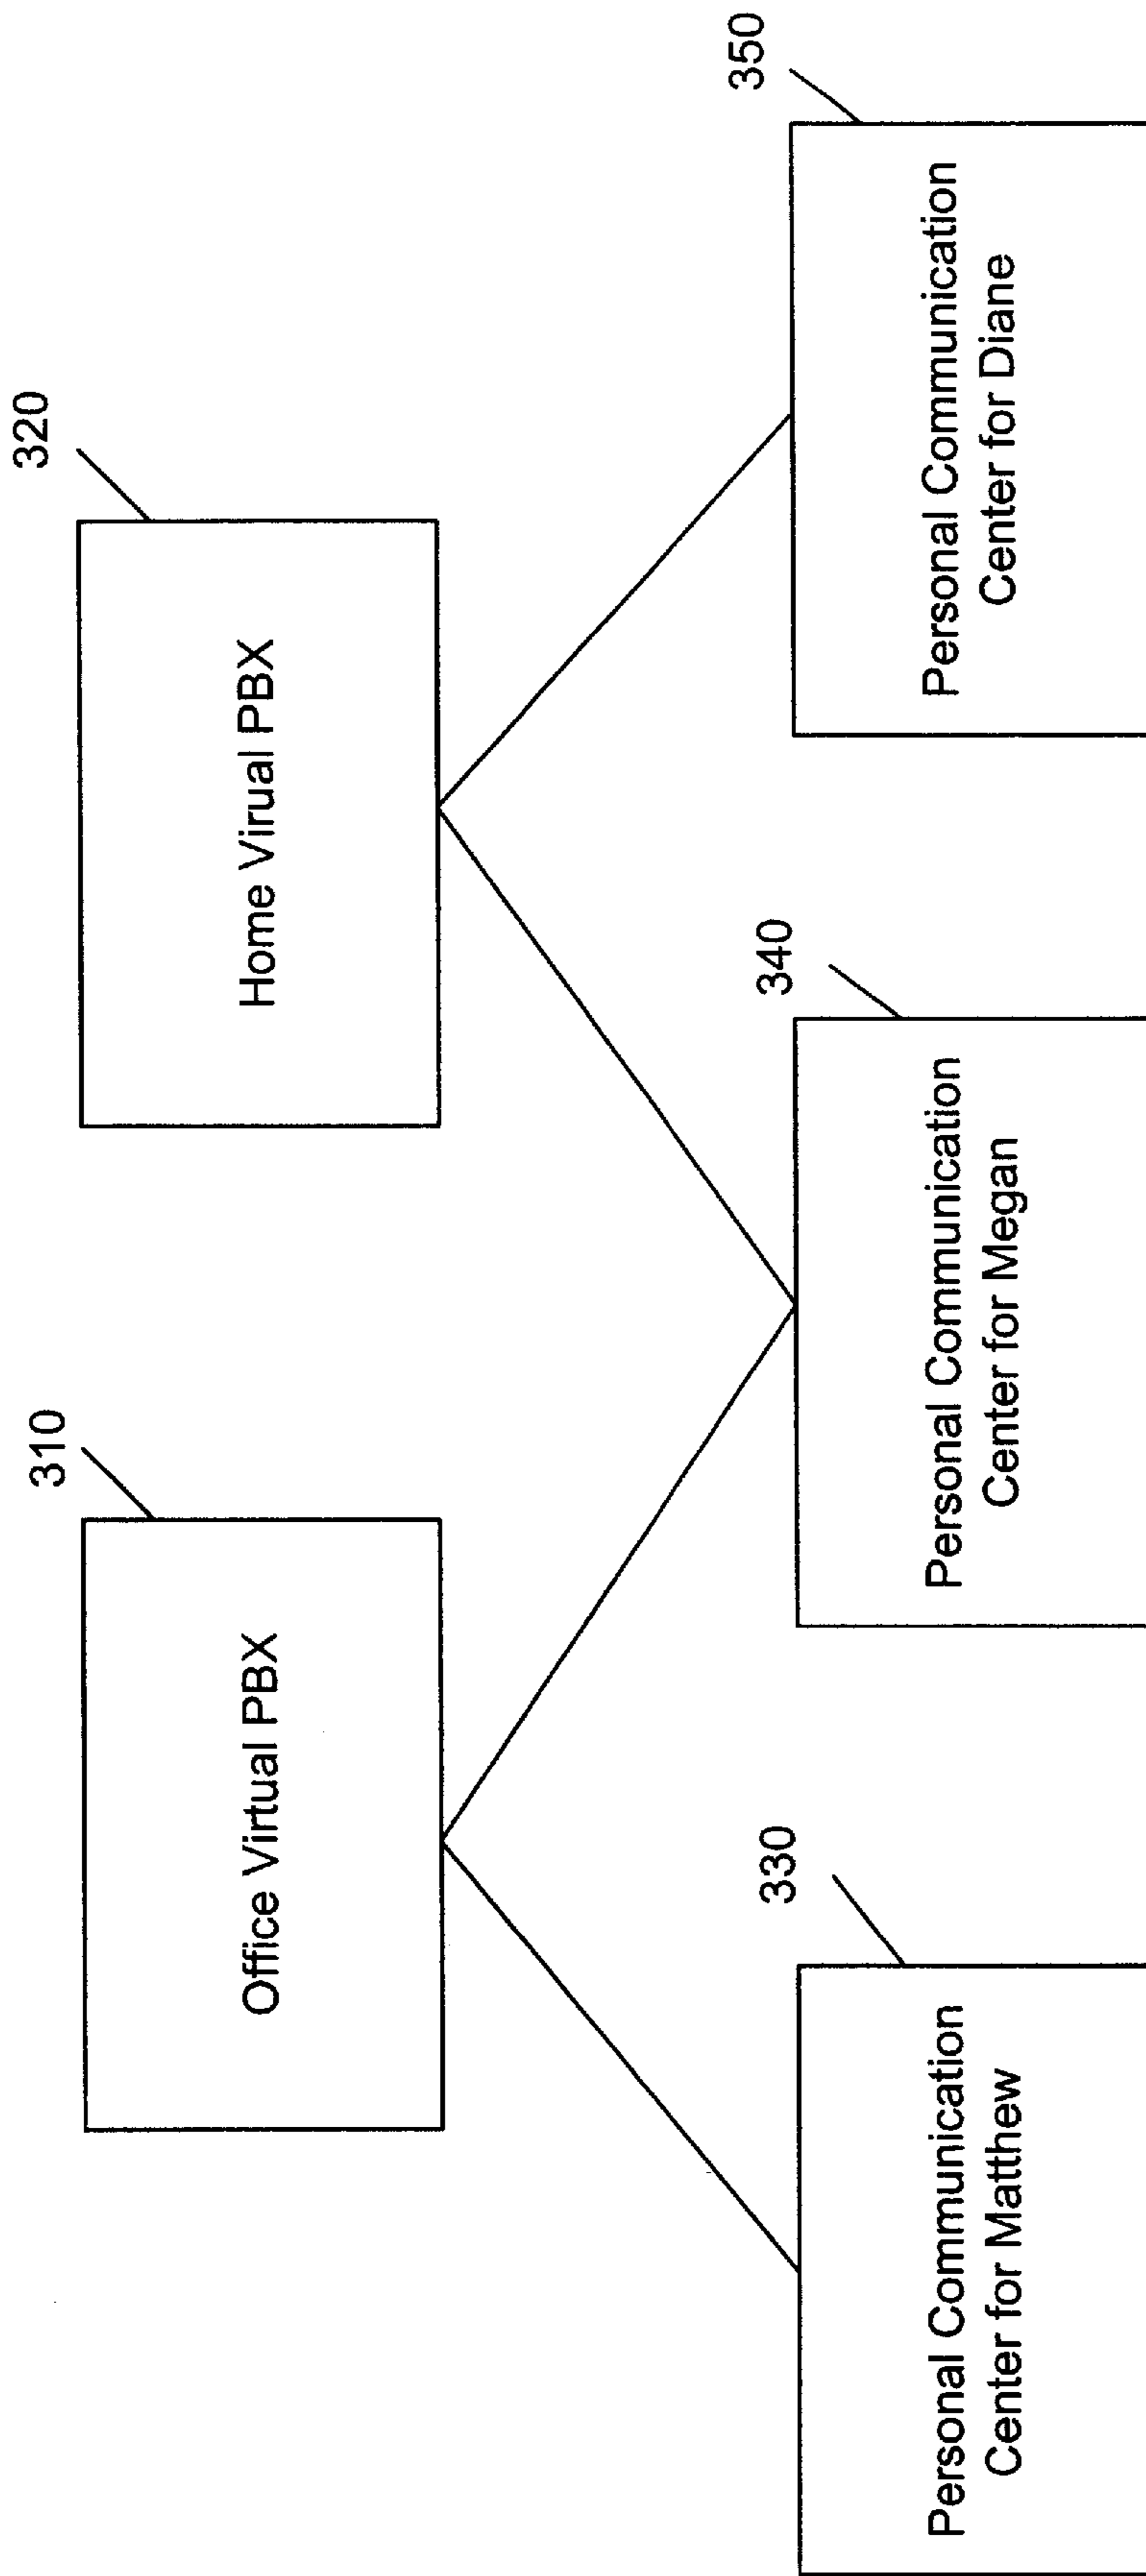 310
Office Virtual PBX
320
Home Virual PBX
330
Personal Communication
Center for Matthew
340
Personal Communication
Center for Megan
350
Personal Communication
Center for Diane